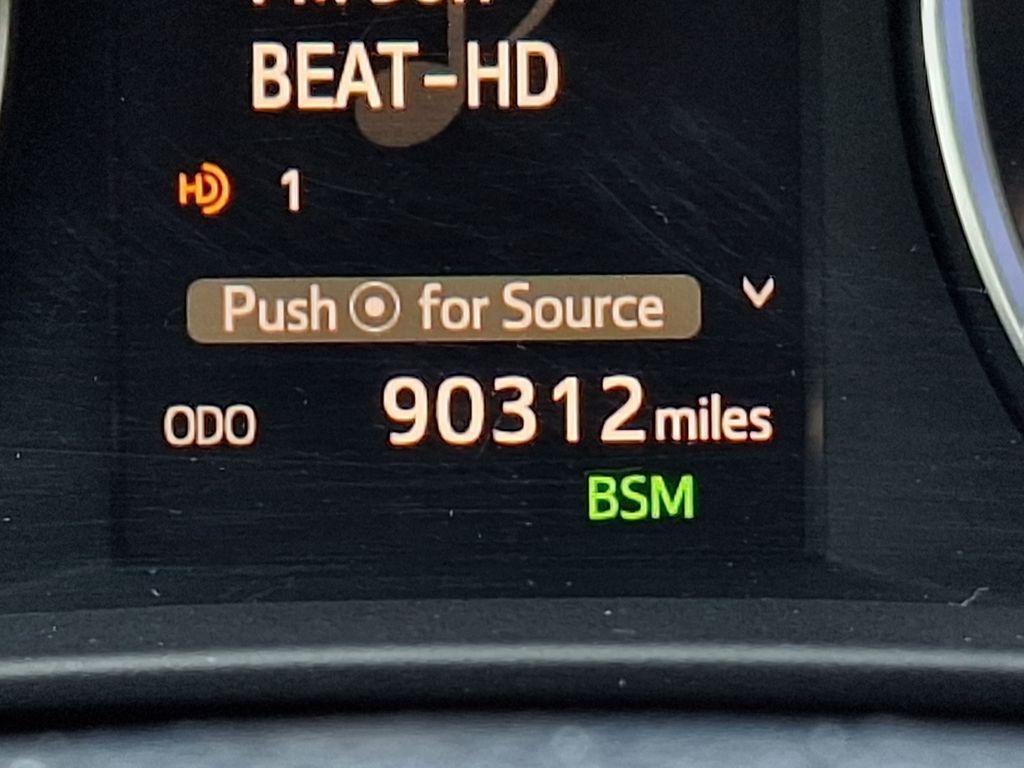 BEAT-HD
HD 1
Push for Source
ODO 90312 miles
BSM